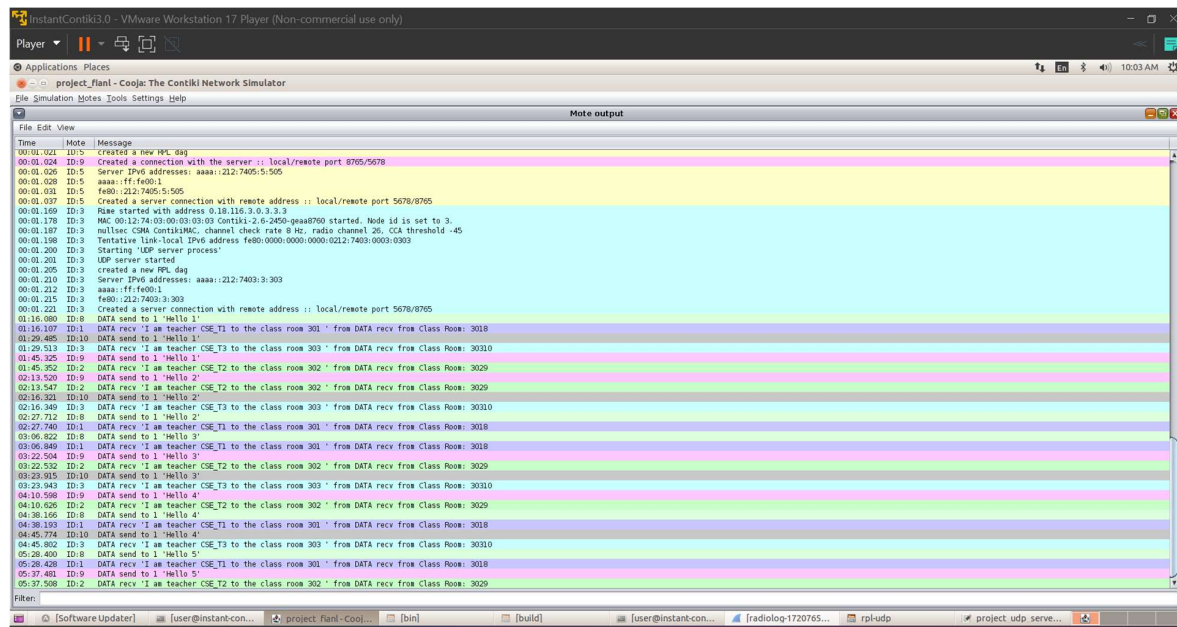 InstantContiki3.0 - VMware Workstation 17 Player (Non-commercial use only)
Player
Applications Places En 10:03 AM
project_fianl - Cooja: The Contiki Network Simulator
File Simulation Motes Tools Settings Help
Mote output
File Edit View
Time Mote Message
00:01.021 ID:5 created a new RPL dag
00:01.024 ID:9 Created a connection with the server :: local/remote port 8765/5678
00:01.026 ID:5 Server IPv6 addresses: aaaa::212:7405:5:505
00:01.028 ID:5 aaaa::ff:fe00:1
00:01.031 ID:5 fe80::212:7405:5:505
00:01.037 ID:5 Created a server connection with remote address :: local/remote port 5678/8765
00:01.169 ID:3 Rime started with address 0.18.116.3.0.3.3.3
00:01.178 ID:3 MAC 00:12:74:03:00:03:03:03 Contiki-2.6-2450-geaa8760 started. Node id is set to 3.
00:01.187 ID:3 nullsec CSMA ContikiMAC, channel check rate 8 Hz, radio channel 26, CCA threshold -45
00:01.198 ID:3 Tentative link-local IPv6 address fe80:0000:0000:0000:0212:7403:0003:0303
00:01.200 ID:3 Starting 'UDP server process'
00:01.201 ID:3 UDP server started
00:01.205 ID:3 created a new RPL dag
00:01.210 ID:3 Server IPv6 addresses: aaaa::212:7403:3:303
00:01.212 ID:3 aaaa::ff:fe00:1
00:01.215 ID:3 fe80::212:7403:3:303
00:01.221 ID:3 Created a server connection with remote address :: local/remote port 5678/8765
01:16.080 ID:8 DATA send to 1 'Hello 1'
01:16.107 ID:1 DATA recv 'I am teacher CSE_T1 to the class room 301 ' from DATA recv from Class Room: 3018
01:29.485 ID:10 DATA send to 1 'Hello 1'
01:29.513 ID:3 DATA recv 'I am teacher CSE_T3 to the class room 303 ' from DATA recv from Class Room: 30310
01:45.325 ID:9 DATA send to 1 'Hello 1'
01:45.352 ID:2 DATA recv 'I am teacher CSE_T2 to the class room 302 ' from DATA recv from Class Room: 3029
02:13.520 ID:9 DATA send to 1 'Hello 2'
02:13.547 ID:2 DATA recv 'I am teacher CSE_T2 to the class room 302 ' from DATA recv from Class Room: 3029
02:16.321 ID:10 DATA send to 1 'Hello 2'
02:16.349 ID:3 DATA recv 'I am teacher CSE_T3 to the class room 303 ' from DATA recv from Class Room: 30310
02:27.712 ID:8 DATA send to 1 'Hello 2'
02:27.740 ID:1 DATA recv 'I am teacher CSE_T1 to the class room 301 ' from DATA recv from Class Room: 3018
03:06.822 ID:8 DATA send to 1 'Hello 3'
03:06.849 ID:1 DATA recv 'I am teacher CSE_T1 to the class room 301 ' from DATA recv from Class Room: 3018
03:22.504 ID:9 DATA send to 1 'Hello 3'
03:22.532 ID:2 DATA recv 'I am teacher CSE_T2 to the class room 302 ' from DATA recv from Class Room: 3029
03:23.915 ID:10 DATA send to 1 'Hello 3'
03:23.943 ID:3 DATA recv 'I am teacher CSE_T3 to the class room 303 ' from DATA recv from Class Room: 30310
04:10.598 ID:9 DATA send to 1 'Hello 4'
04:10.626 ID:2 DATA recv 'I am teacher CSE_T2 to the class room 302 ' from DATA recv from Class Room: 3029
04:38.166 ID:8 DATA send to 1 'Hello 4'
04:38.193 ID:1 DATA recv 'I am teacher CSE_T1 to the class room 301 ' from DATA recv from Class Room: 3018
04:45.774 ID:10 DATA send to 1 'Hello 4'
04:45.802 ID:3 DATA recv 'I am teacher CSE_T3 to the class room 303 ' from DATA recv from Class Room: 30310
05:28.400 ID:8 DATA send to 1 'Hello 5'
05:28.428 ID:1 DATA recv 'I am teacher CSE_T1 to the class room 301 ' from DATA recv from Class Room: 3018
05:37.481 ID:9 DATA send to 1 'Hello 5'
05:37.508 ID:2 DATA recv 'I am teacher CSE_T2 to the class room 302 ' from DATA recv from Class Room: 3029
Filter:
[Software Updater] [user@instant-con... project_fianl - Cooj... [bin] [build] [user@instant-con... [radiolog-1720765... rpl-udp project udp serve...